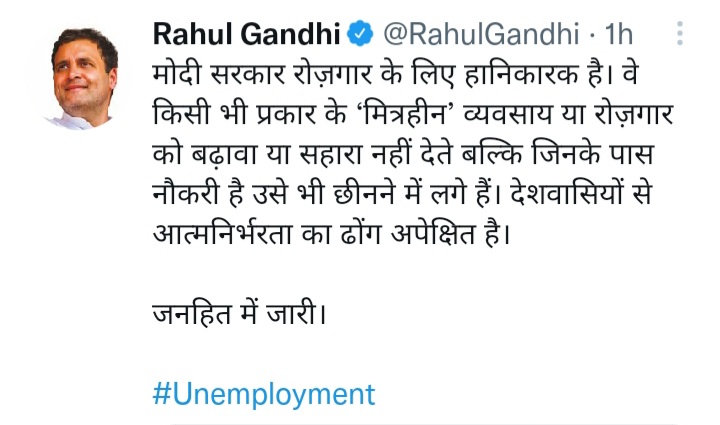 Rahul Gandhi @RahulGandhi · 1h
मोदी सरकार रोज़गार के लिए हानिकारक है। वे
किसी भी प्रकार के ‘मित्रहीन’ व्यवसाय या रोज़गार
को बढ़ावा या सहारा नहीं देते बल्कि जिनके पास
नौकरी है उसे भी छीनने में लगे हैं। देशवासियों से
आत्मनिर्भरता का ढोंग अपेक्षित है।
जनहित में जारी।
#Unemployment